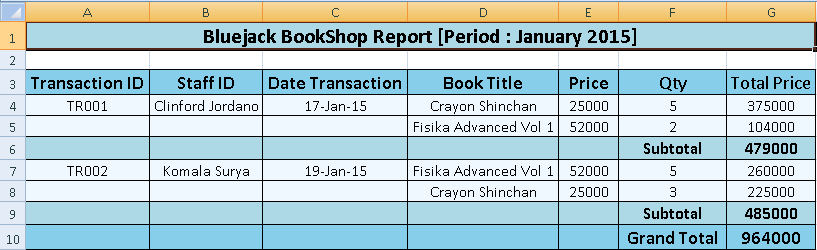 A B C D E F G
1 Bluejack BookShop Report [Period : January 2015]
2
3 Transaction ID Staff ID Date Transaction Book Title Price Qty Total Price
4 TR001 Clinford Jordano 17-Jan-15 Crayon Shinchan 25000 5 375000
5 Fisika Advanced Vol 1 52000 2 104000
6 Subtotal 479000
7 TR002 Komala Surya 19-Jan-15 Fisika Advanced Vol 1 52000 5 260000
8 Crayon Shinchan 25000 3 225000
9 Subtotal 485000
10 Grand Total 964000